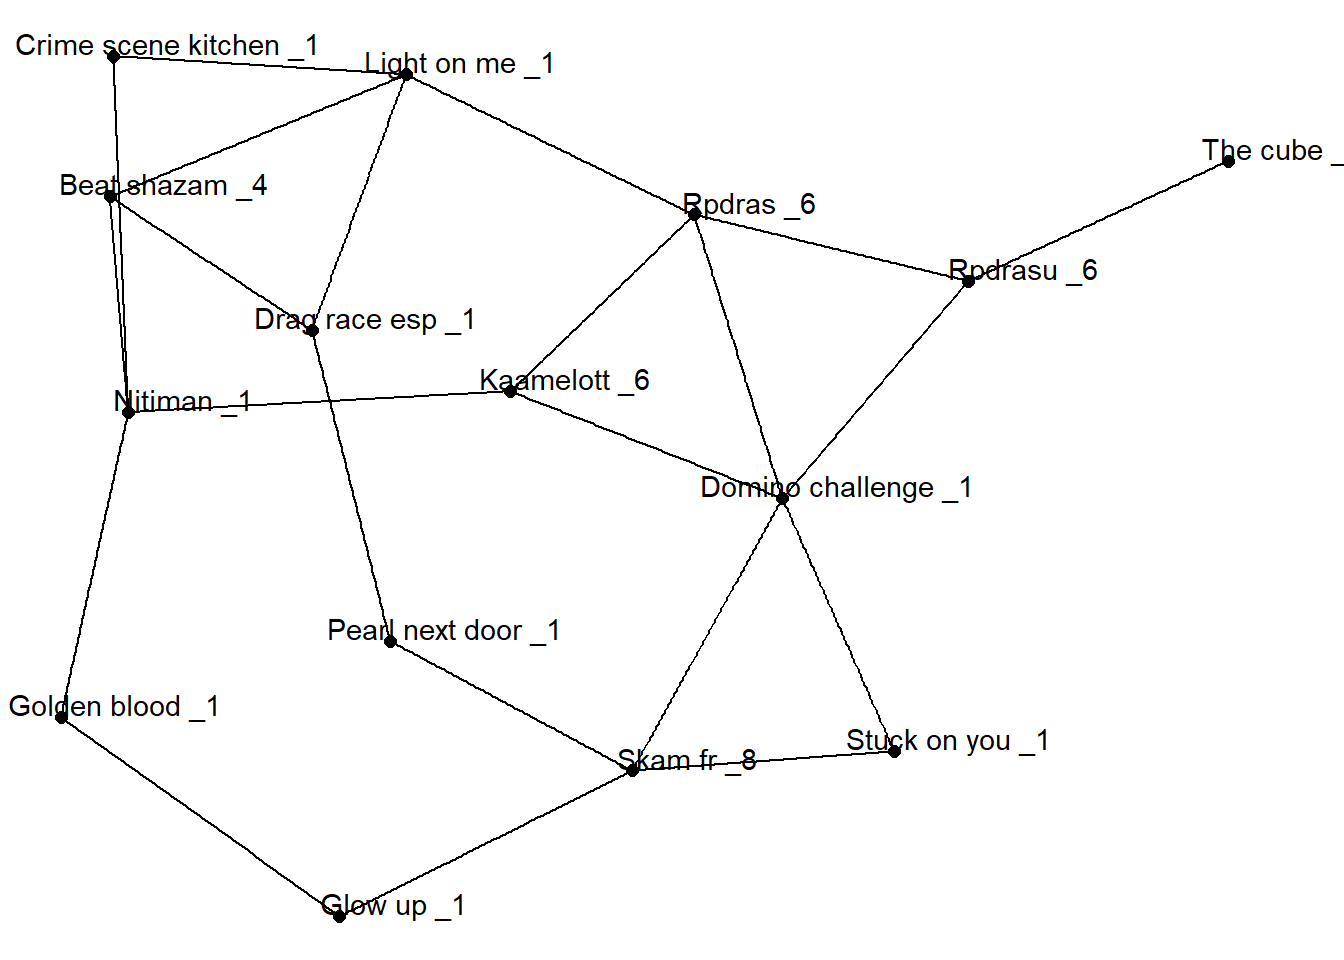 Crime scene kitchen _1
Light on me _1
The cube _
Beat shazam _4
Rpdras _6
Rpdrasu _6
Drag race esp _1
Kaamelott _6
Nitiman _1
Domino challenge _1
Pearl next door _1
Golden blood _1
Stuck on you _1
Skam fr _8
Glow up _1